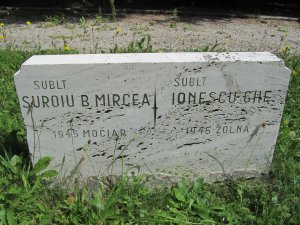 SUBLT
SUROIU B. MIRCEA
1945 MOCIAR
SUBLT
IONESCU GHE
1945 ZOLNA